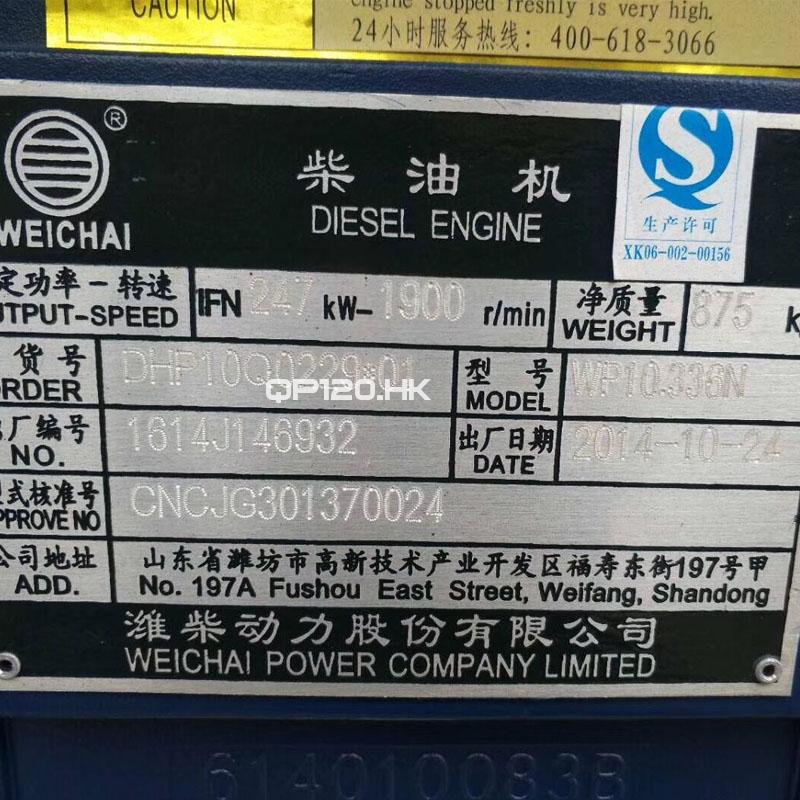 CAUTION
engine stopped freshly is very high.
24小时服务热线：400-618-3066
WEICHAI ®
柴油机
DIESEL ENGINE
QS
生产许可
XK06-002-00156
定功率－转速 IFN 247 kW-1900 r/min 净质量 875 k
UTPUT-SPEED WEIGHT
货号 DHP10Q0229*01 型号 WP10.336N
ORDER MODEL
QP120.HK
厂编号 1614J146932 出厂日期 2014-10-24
NO. DATE
式核准号 CNCJG301370024
APPROVE NO
公司地址 山东省潍坊市高新技术产业开发区福寿东街197号甲
ADD. No. 197A Fushou East Street, Weifang, Shandong
潍柴动力股份有限公司
WEICHAI POWER COMPANY LIMITED
614010083B